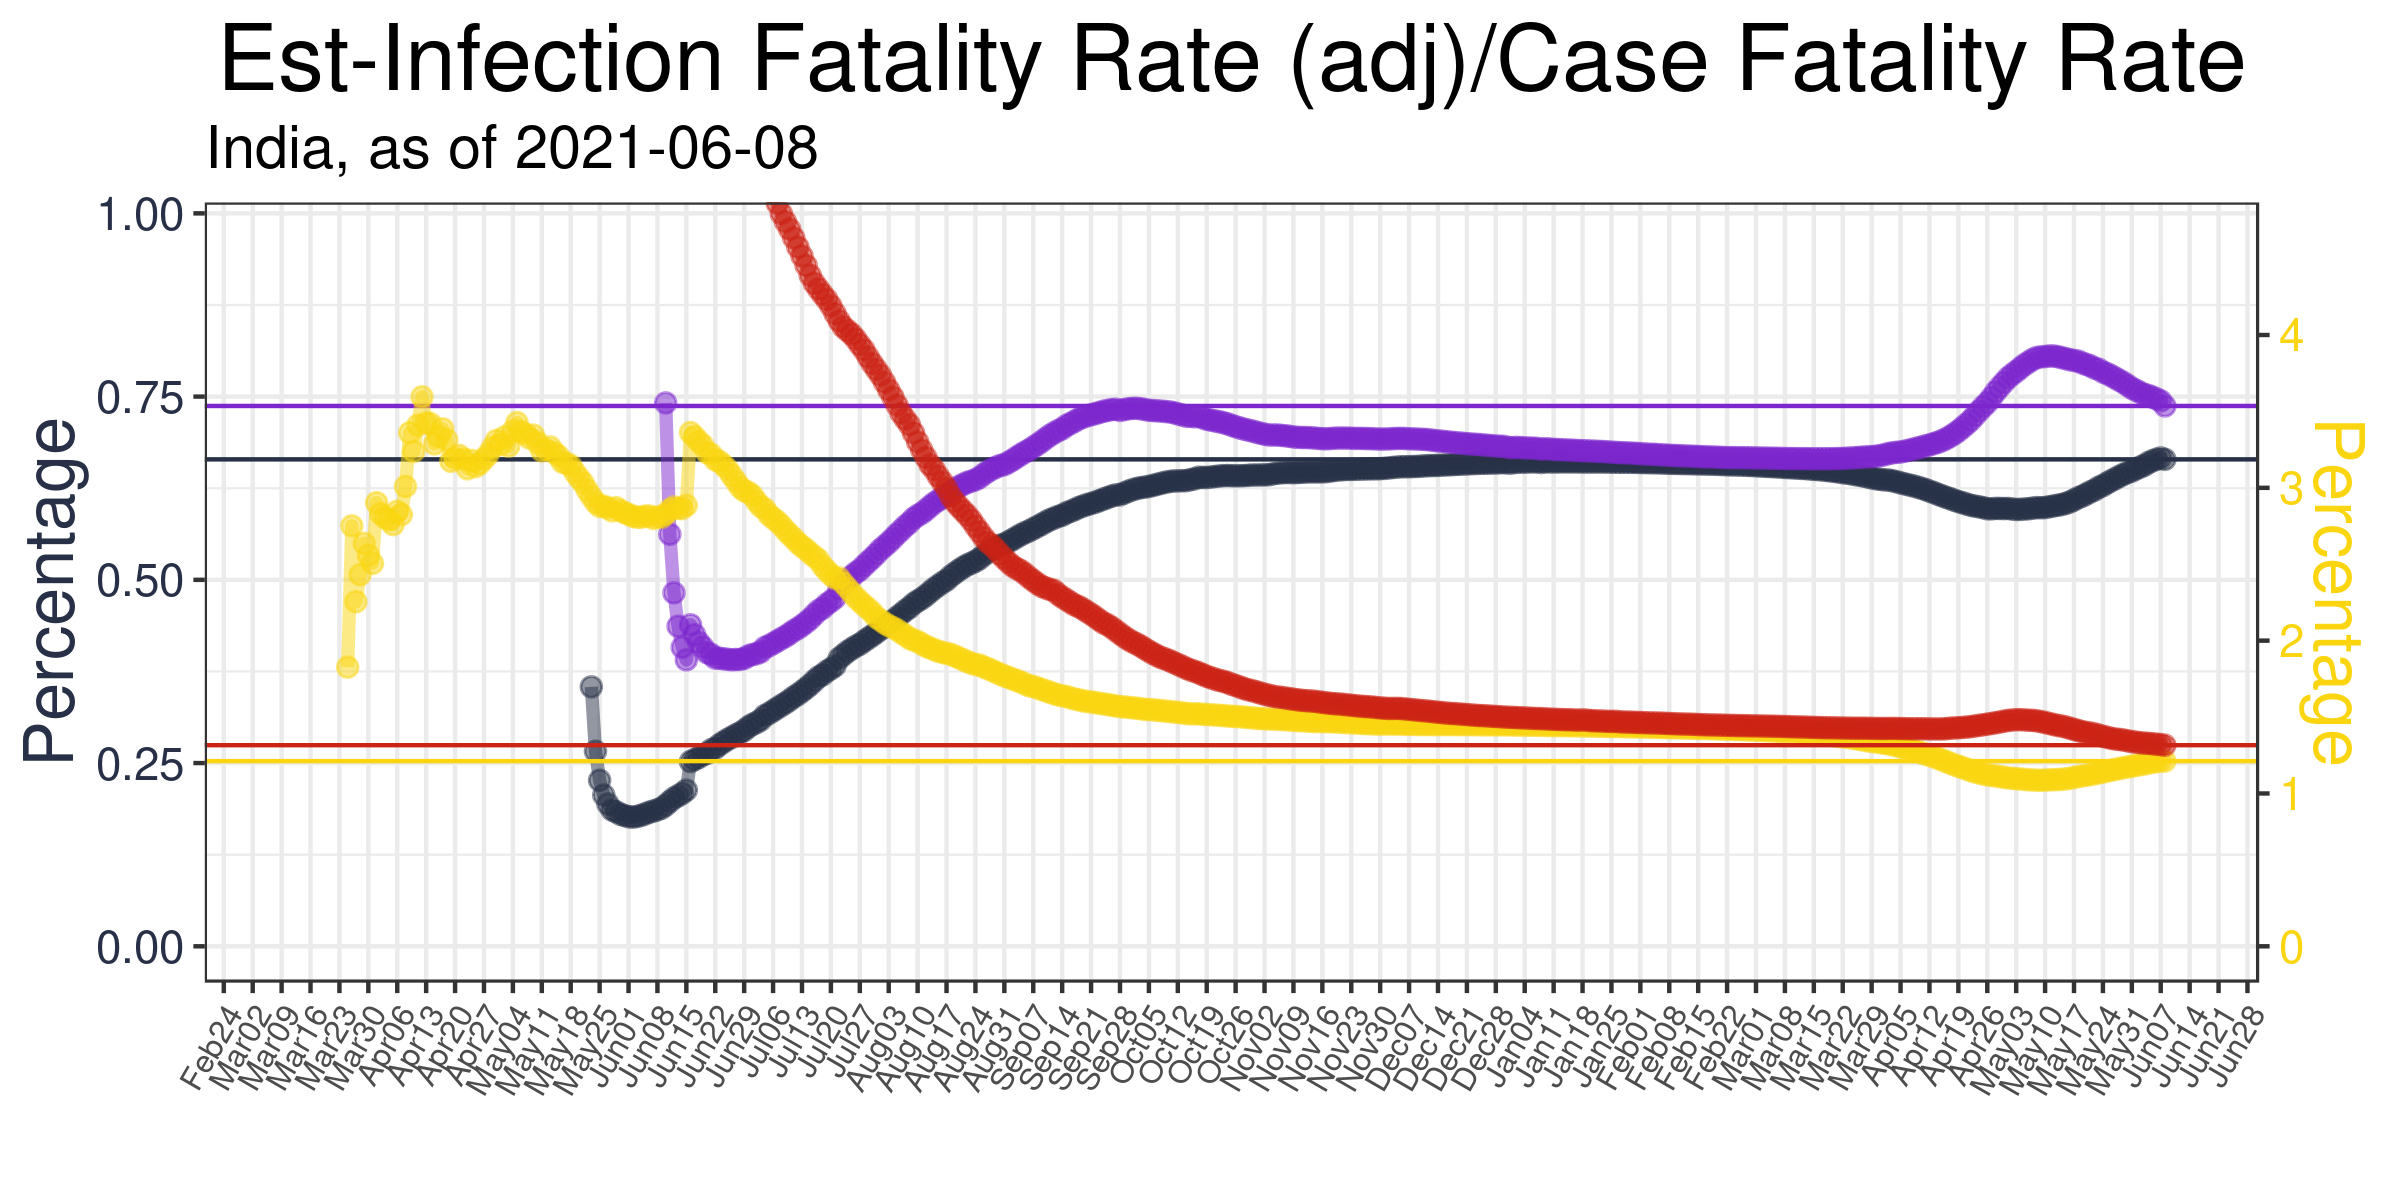 Est-Infection Fatality Rate (adj)/Case Fatality Rate
India, as of 2021-06-08
Percentage
1.00
0.75
0.50
0.25
0.00
4
3
2
1
0
Percentage
Feb24
Mar02
Mar09
Mar16
Mar23
Mar30
Apr06
Apr13
Apr20
Apr27
May04
May11
May18
May25
Jun01
Jun08
Jun15
Jun22
Jun29
Jul06
Jul13
Jul20
Jul27
Aug03
Aug10
Aug17
Aug24
Aug31
Sep07
Sep14
Sep21
Sep28
Oct05
Oct12
Oct19
Oct26
Nov02
Nov09
Nov16
Nov23
Nov30
Dec07
Dec14
Dec21
Dec28
Jan04
Jan11
Jan18
Jan25
Feb01
Feb08
Feb15
Feb22
Mar01
Mar08
Mar15
Mar22
Mar29
Apr05
Apr12
Apr19
Apr26
May03
May10
May17
May24
May31
Jun07
Jun14
Jun21
Jun28